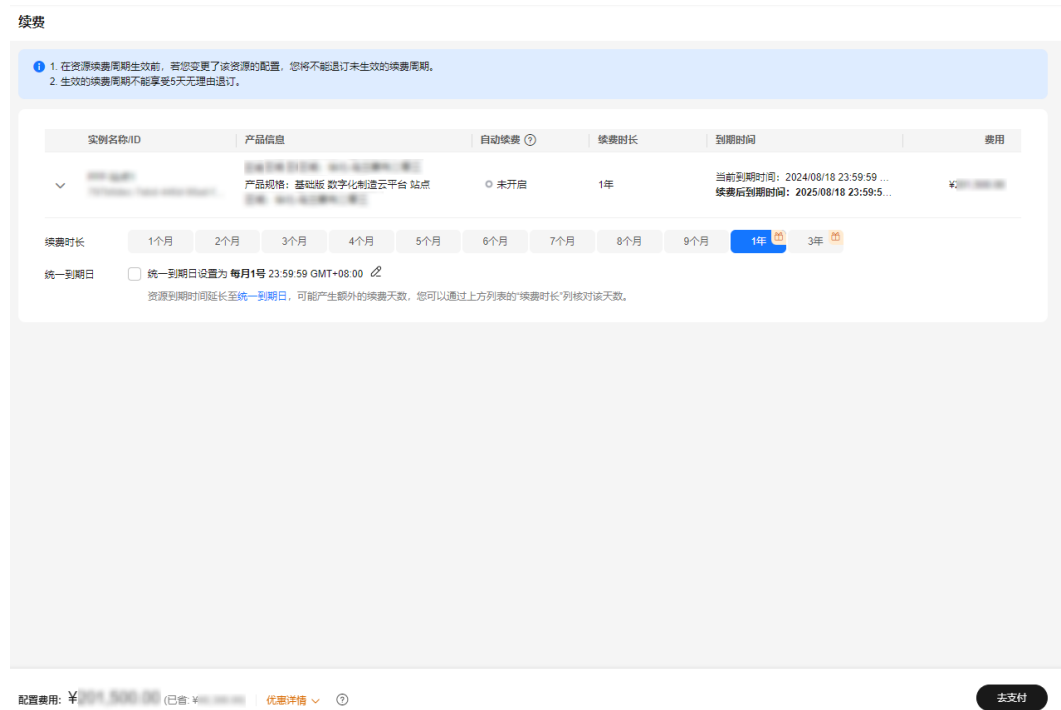 续费
1. 在资源续费周期生效前，若您变更了该资源的配置，您将不能退订未生效的续费周期。
2. 生效的续费周期不能享受5天无理由退订。
实例名称/ID 产品信息 自动续费 续费时长 到期时间 费用
产品规格：基础版 数字化制造云平台 站点 未开启 1年 当前到期时间：2024/08/18 23:59:59 ... ¥
续费后到期时间：2025/08/18 23:59:5...
续费时长 1个月 2个月 3个月 4个月 5个月 6个月 7个月 8个月 9个月 1年 3年
统一到期日 统一到期日设置为 每月1号 23:59:59 GMT+08:00
资源到期时间延长至统一到期日，可能产生额外的续费天数，您可以通过上方列表的“续费时长”列核对该天数。
配置费用: ¥ (已省: ¥ 优惠详情 去支付